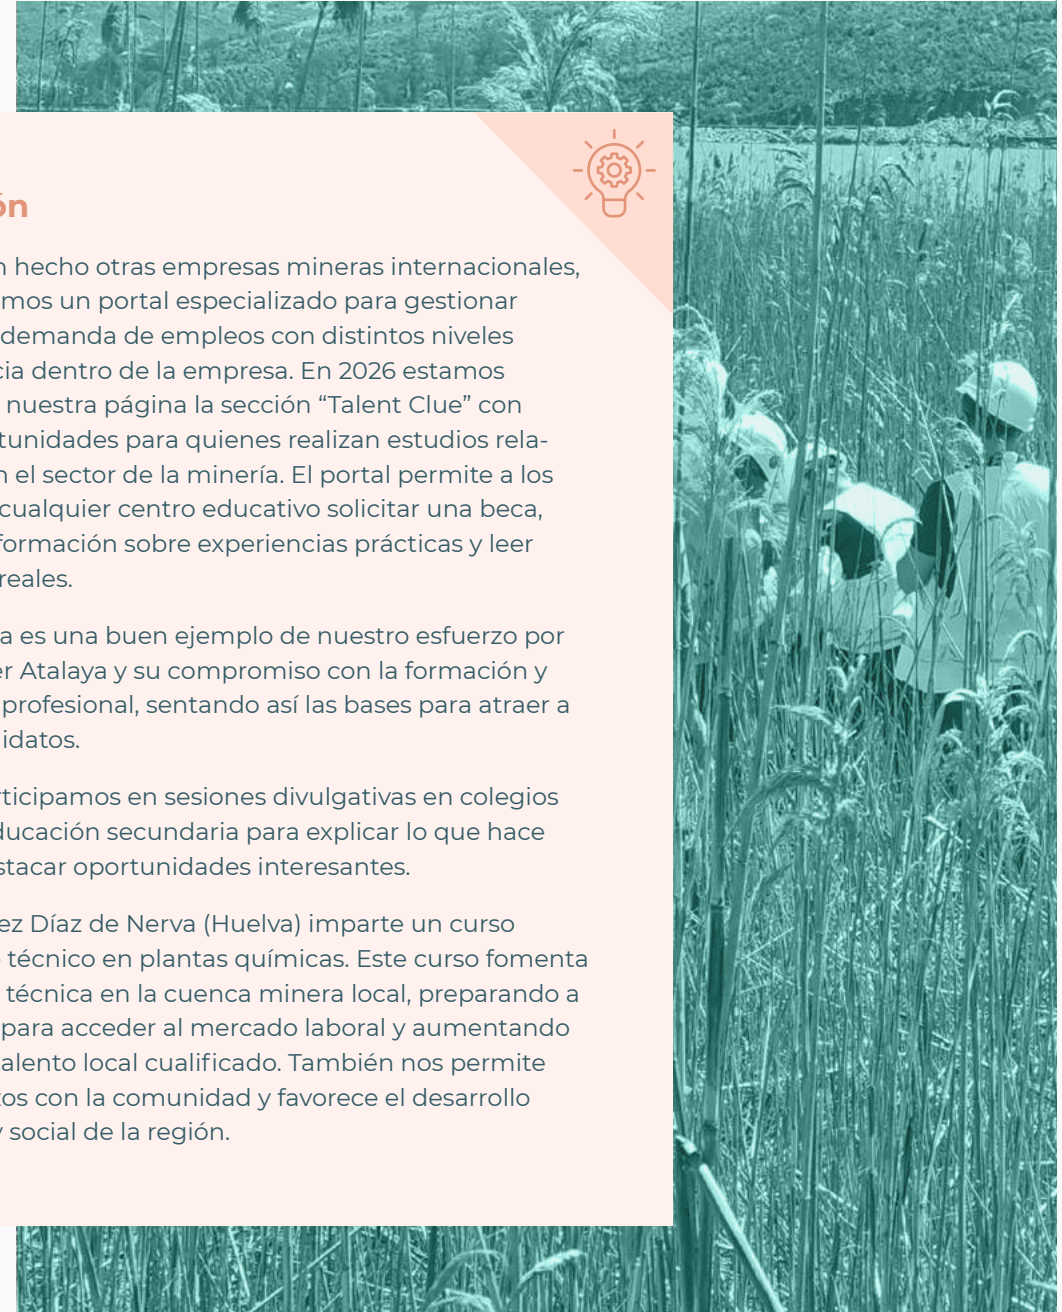 ón
n hecho otras empresas mineras internacionales,
mos un portal especializado para gestionar
demanda de empleos con distintos niveles
cia dentro de la empresa. En 2026 estamos
nuestra página la sección “Talent Clue” con
tunidades para quienes realizan estudios rela-
n el sector de la minería. El portal permite a los
cualquier centro educativo solicitar una beca,
formación sobre experiencias prácticas y leer
reales.
a es una buen ejemplo de nuestro esfuerzo por
er Atalaya y su compromiso con la formación y
profesional, sentando así las bases para atraer a
idatos.
rticipamos en sesiones divulgativas en colegios
ducación secundaria para explicar lo que hace
stacar oportunidades interesantes.
ez Díaz de Nerva (Huelva) imparte un curso
técnico en plantas químicas. Este curso fomenta
técnica en la cuenca minera local, preparando a
para acceder al mercado laboral y aumentando
alento local cualificado. También nos permite
tos con la comunidad y favorece el desarrollo
y social de la región.